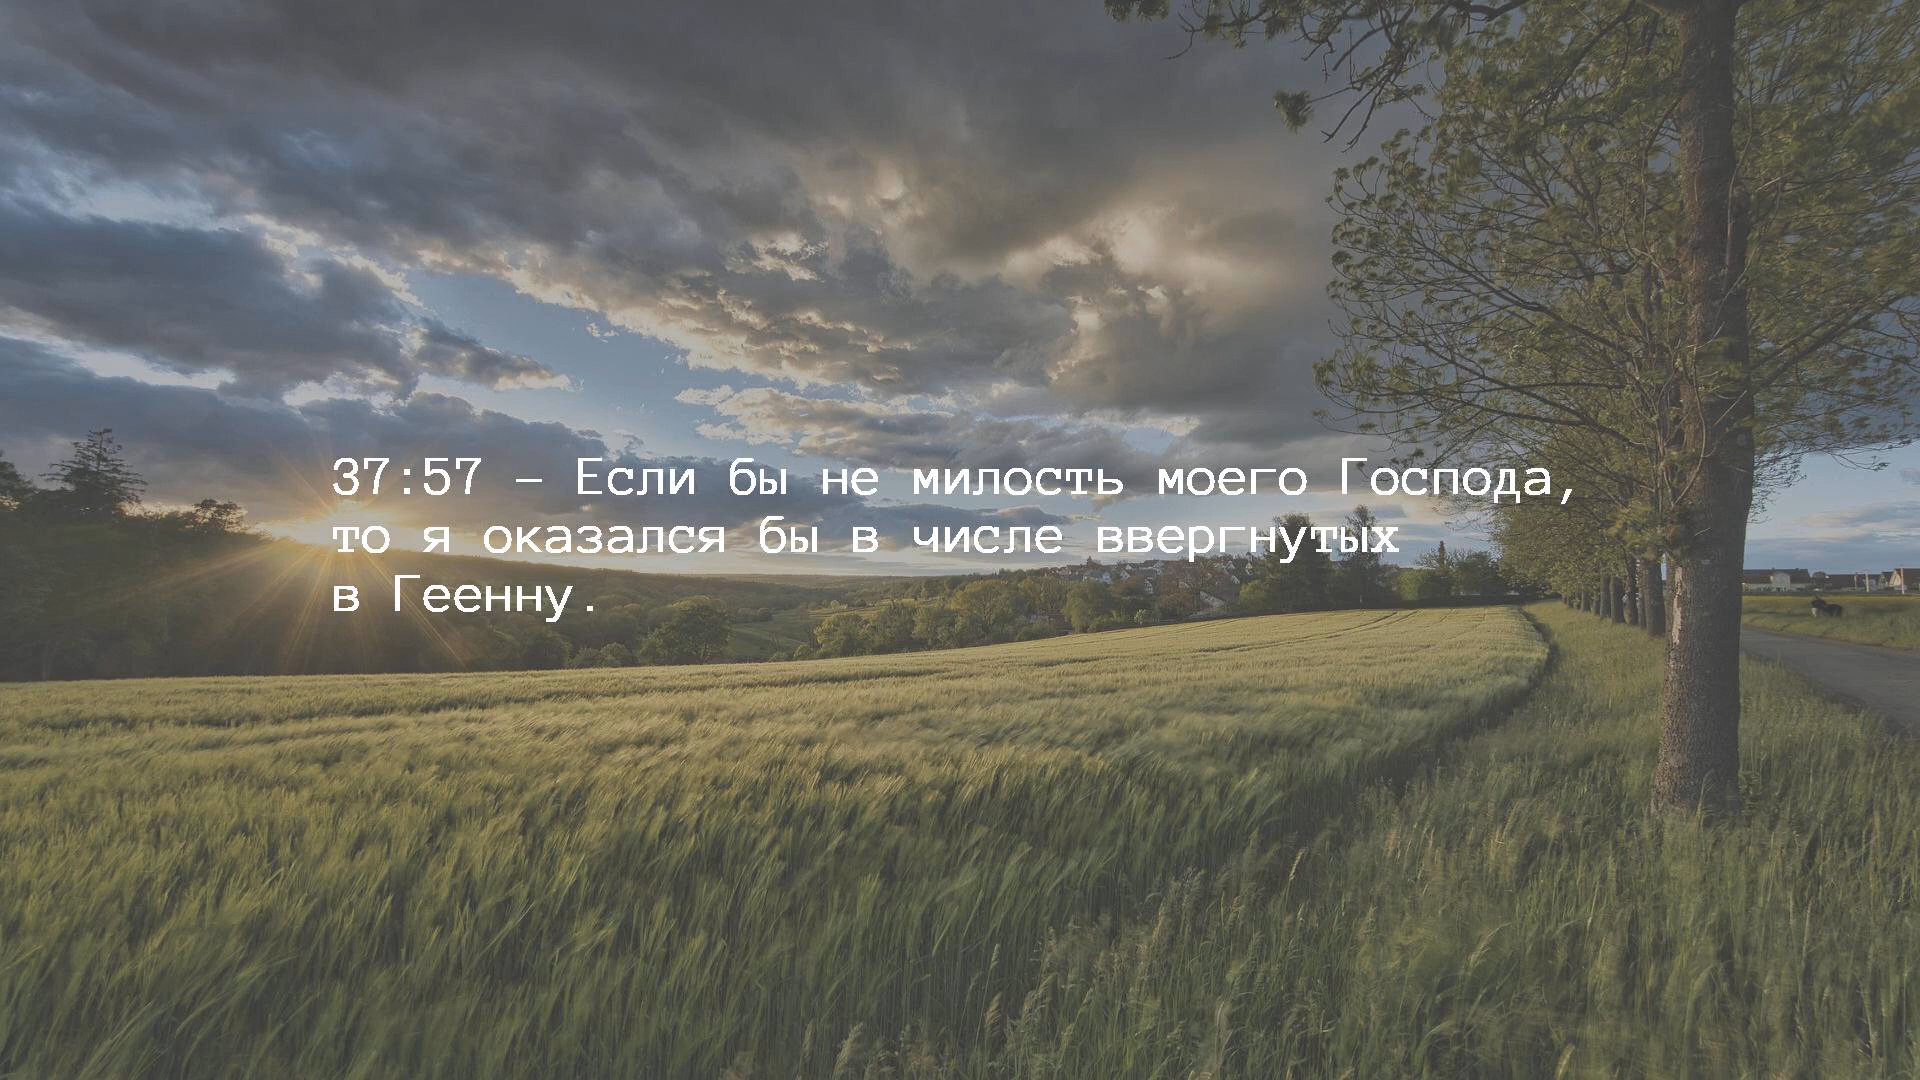 37:57 — Если бы не милость моего Господа,
то я оказался бы в числе ввергнутых
в Геенну.